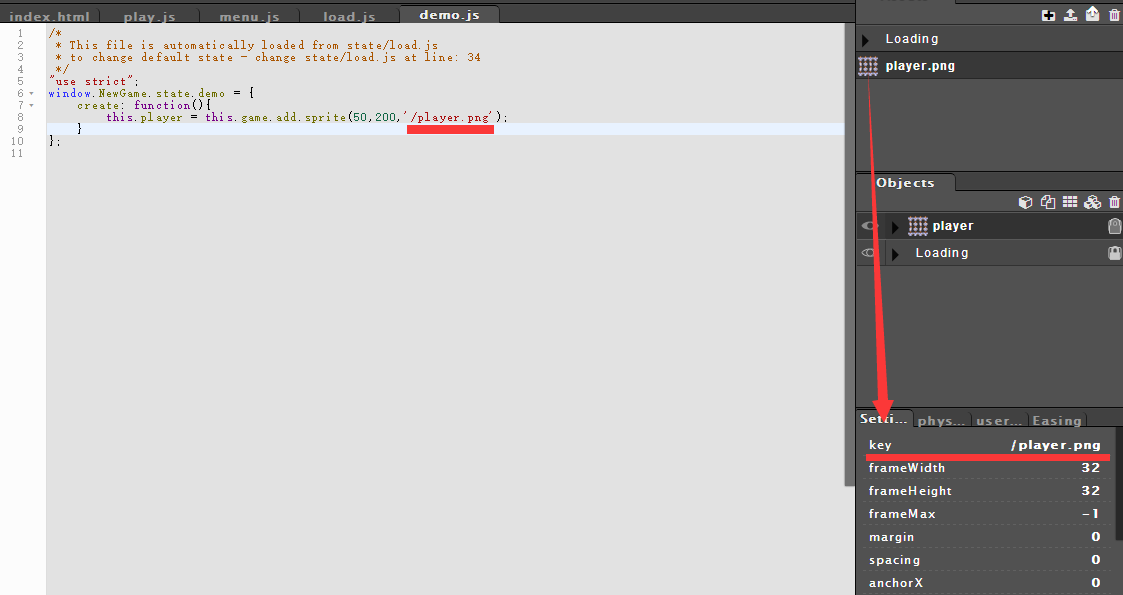 index.html play.js menu.js load.js demo.js
1 /*
2 * This file is automatically loaded from state/load.js
3 * to change default state - change state/load.js at line: 34
4 */
5 "use strict";
6 window.NewGame.state.demo = {
7 create: function(){
8 this.player = this.game.add.sprite(50,200,'/player.png');
9 }
10 };
11
Loading
player.png
Objects
player
Loading
Setti... phys... user... Easing
key /player.png
frameWidth 32
frameHeight 32
frameMax -1
margin 0
spacing 0
anchorX 0